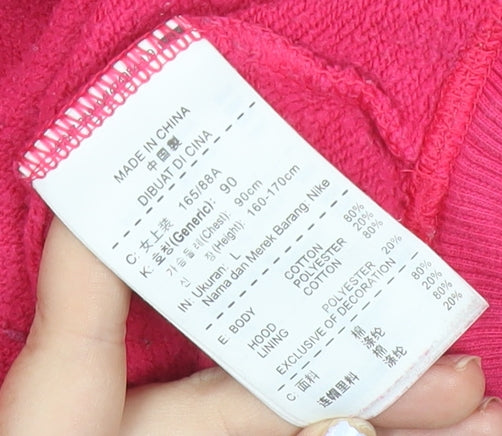 MADE IN CHINA
中国製
DIBUAT DI CINA
C: 女上装 165/88A
K: 호칭(Generic): 90
가슴둘레(Chest): 90cm
신 장(Height): 160-170cm
IN: Ukuran, L
Nama dan Merek Barang: Nike
E BODY COTTON 80%
POLYESTER 20%
HOOD LINING COTTON 80%
POLYESTER 20%
EXCLUSIVE OF DECORATION
C 面料 棉 80%
涤纶 20%
连帽里料 棉 80%
涤纶 20%